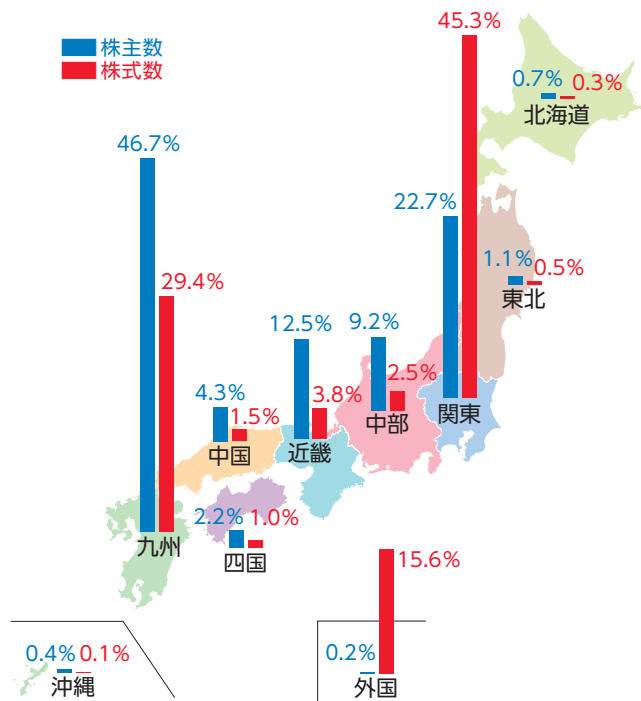 株主数
株式数
45.3%
0.7%
0.3%
北海道
46.7%
22.7%
1.1%
0.5%
東北
29.4%
12.5%
9.2%
4.3%
1.5%
3.8%
2.5%
関東
中部
中国
近畿
2.2%
1.0%
九州
四国
15.6%
0.4%
0.1%
0.2%
沖縄
外国